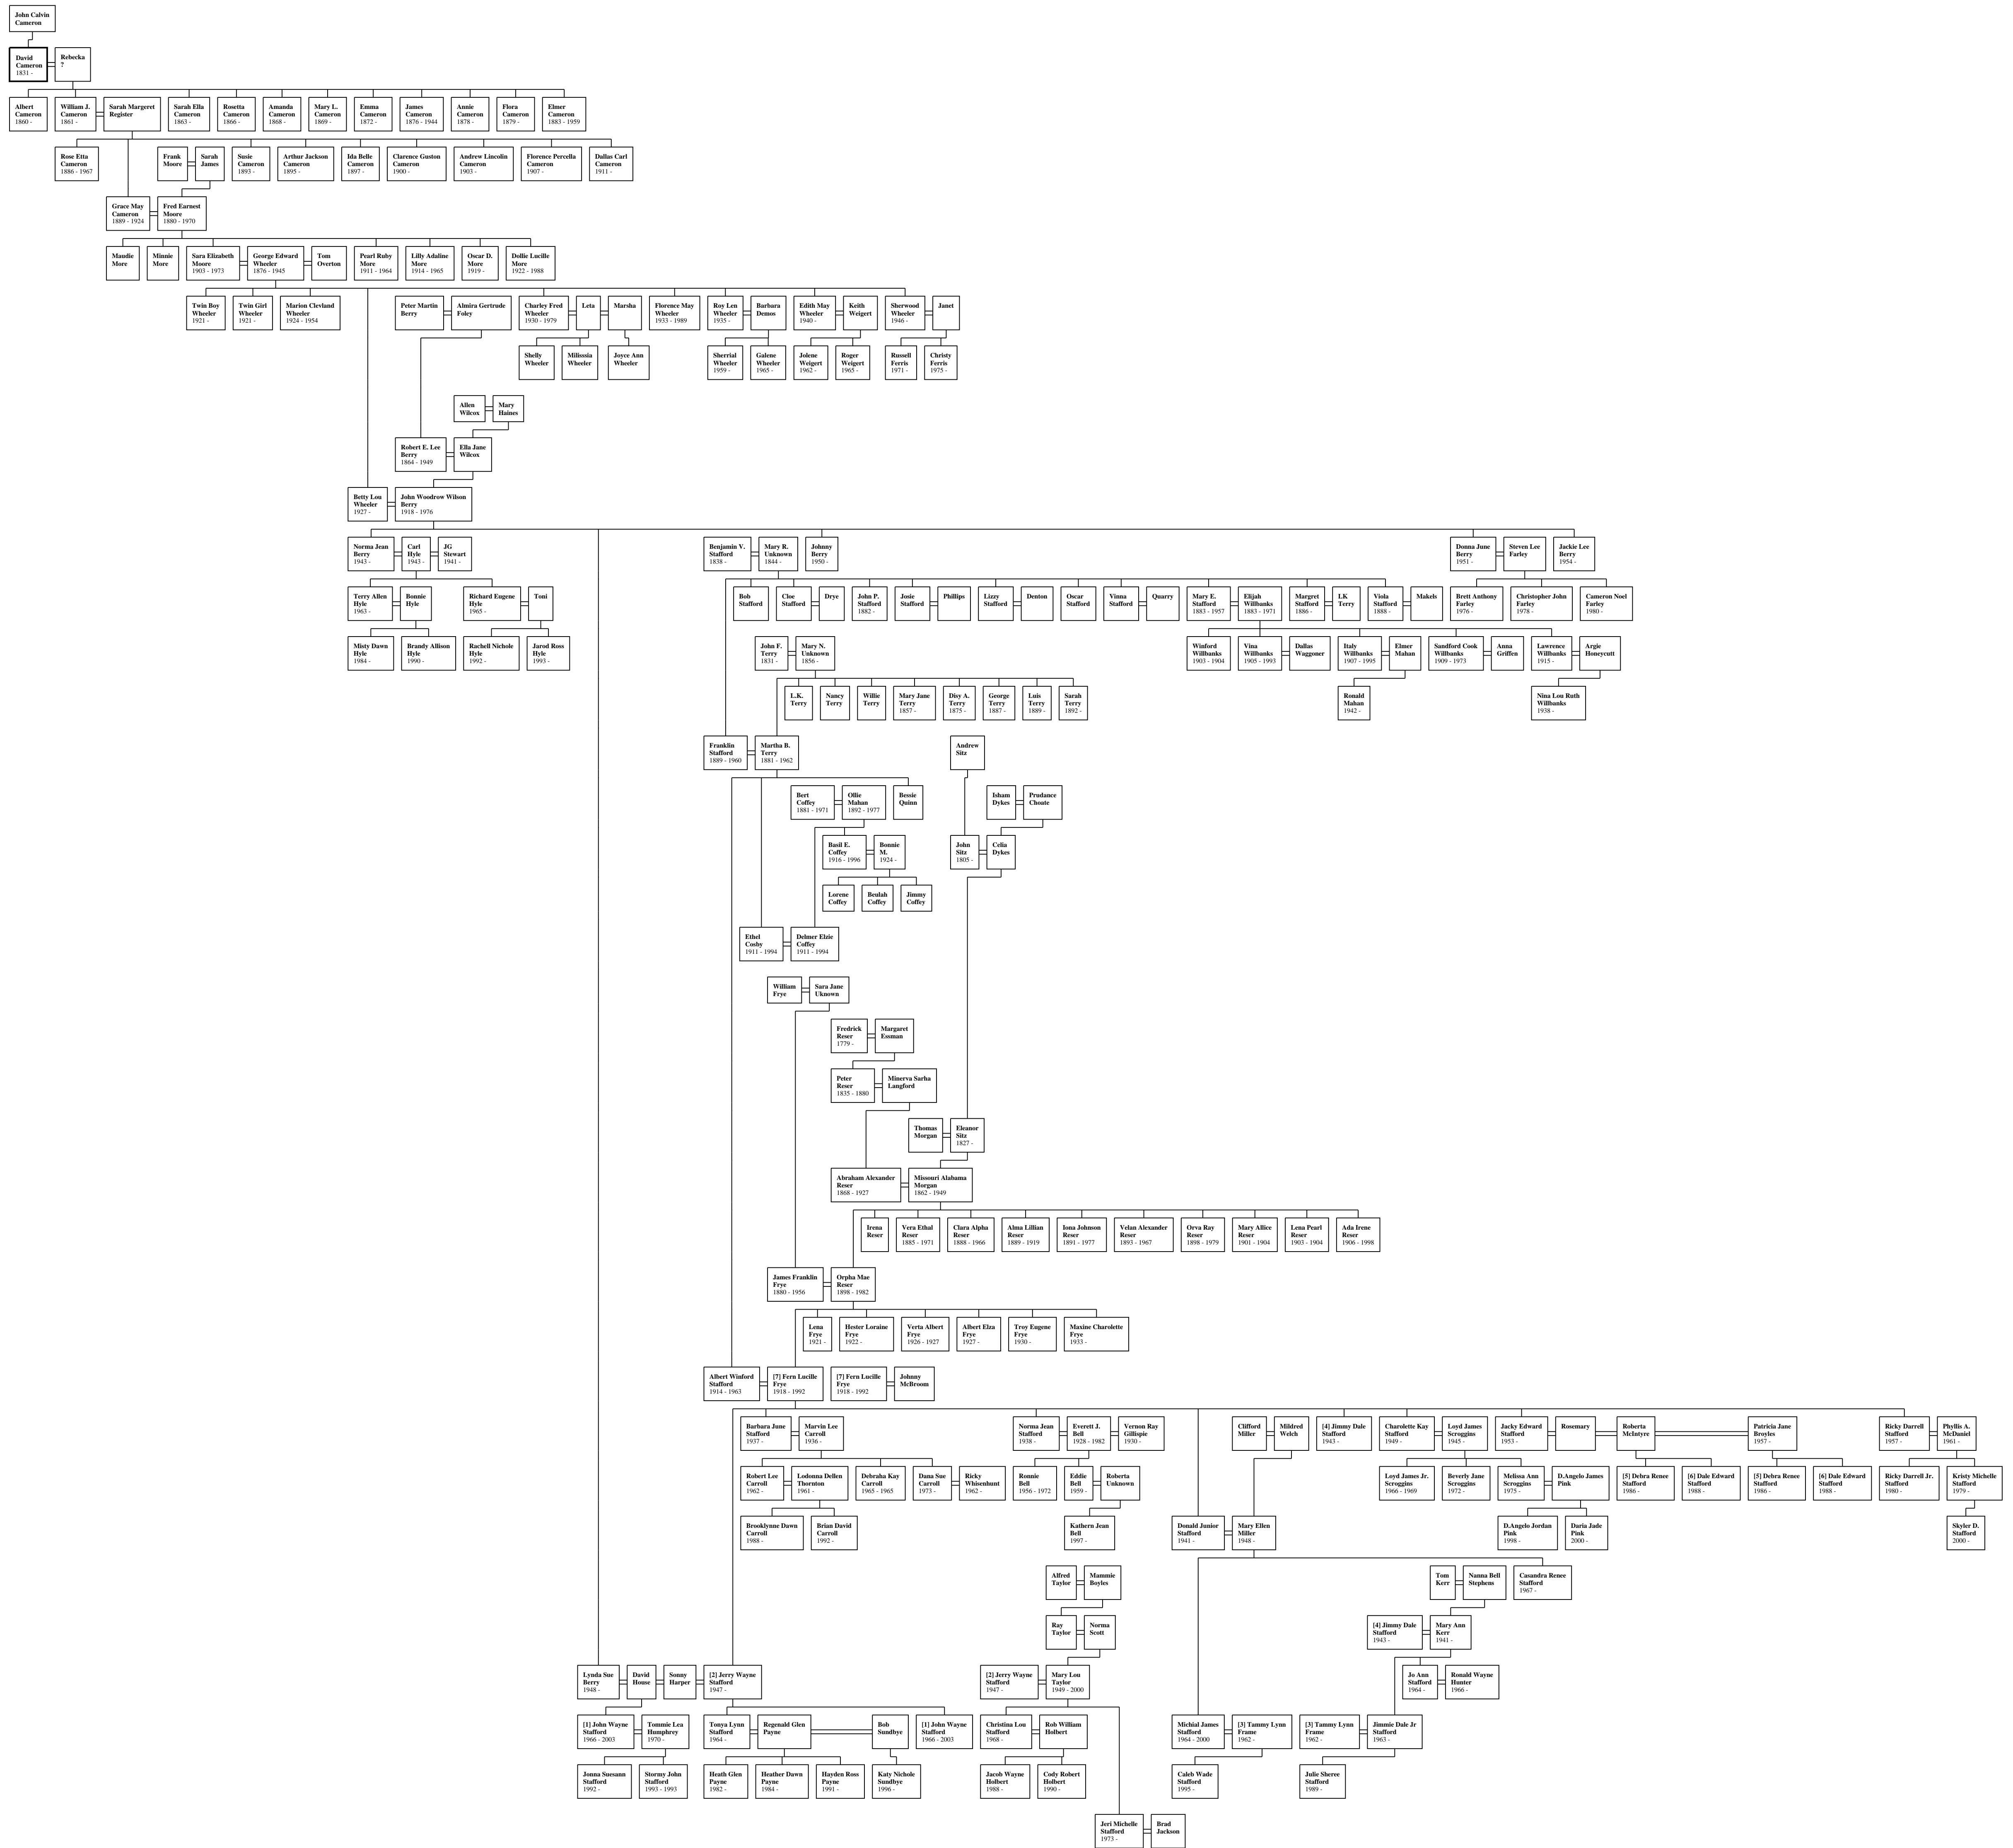 John Calvin
Cameron
David
Cameron
1831 -
Rebecka
?
Albert
Cameron
1860 -
William J.
Cameron
1861 -
Sarah Margeret
Register
Sarah Ella
Cameron
1863 -
Rosetta
Cameron
1866 -
Amanda
Cameron
1868 -
Mary L.
Cameron
1869 -
Emma
Cameron
1872 -
James
Cameron
1876 - 1944
Annie
Cameron
1878 -
Flora
Cameron
1879 -
Elmer
Cameron
1883 - 1959
Rose Etta
Cameron
1886 - 1967
Frank
Moore
Sarah
James
Susie
Cameron
1893 -
Arthur Jackson
Cameron
1895 -
Ida Belle
Cameron
1897 -
Clarence Guston
Cameron
1900 -
Andrew Lincolin
Cameron
1903 -
Florence Percella
Cameron
1907 -
Dallas Carl
Cameron
1911 -
Grace May
Cameron
1889 - 1924
Fred Earnest
Moore
1880 - 1970
Maudie
More
Minnie
More
Sara Elizabeth
Moore
1903 - 1973
George Edward
Wheeler
1876 - 1945
Tom
Overton
Pearl Ruby
More
1911 - 1964
Lilly Adaline
More
1914 - 1965
Oscar D.
More
1919 -
Dollie Lucille
More
1922 - 1988
Twin Boy
Wheeler
1921 -
Twin Girl
Wheeler
1921 -
Marion Clevland
Wheeler
1924 - 1954
Peter Martin
Berry
Almira Gertrude
Foley
Charley Fred
Wheeler
1930 - 1979
Leta
Marsha
Florence May
Wheeler
1933 - 1989
Roy Len
Wheeler
1935 -
Barbara
Demos
Edith May
Wheeler
1940 -
Keith
Weigert
Sherwood
Wheeler
1946 -
Janet
Shelly
Wheeler
Milisssia
Wheeler
Joyce Ann
Wheeler
Sherrial
Wheeler
1959 -
Galene
Wheeler
1965 -
Jolene
Weigert
1962 -
Roger
Weigert
1965 -
Russell
Ferris
1971 -
Christy
Ferris
1975 -
Allen
Wilcox
Mary
Haines
Robert E. Lee
Berry
1864 - 1949
Ella Jane
Wilcox
Betty Lou
Wheeler
1927 -
John Woodrow Wilson
Berry
1918 - 1976
Norma Jean
Berry
1943 -
Carl
Hyle
1943 -
JG
Stewart
1941 -
Benjamin V.
Stafford
1838 -
Mary R.
Unknown
1844 -
Johnny
Berry
1950 -
Donna June
Berry
1951 -
Steven Lee
Farley
Jackie Lee
Berry
1954 -
Terry Allen
Hyle
1963 -
Bonnie
Hyle
Richard Eugene
Hyle
1965 -
Toni
Bob
Stafford
Cloe
Stafford
Drye
John P.
Stafford
1882 -
Josie
Stafford
Phillips
Lizzy
Stafford
Denton
Oscar
Stafford
Vinna
Stafford
Quarry
Mary E.
Stafford
1883 - 1957
Elijah
Willbanks
1883 - 1971
Margret
Stafford
1886 -
LK
Terry
Viola
Stafford
1888 -
Makels
Brett Anthony
Farley
1976 -
Christopher John
Farley
1978 -
Cameron Noel
Farley
1980 -
Misty Dawn
Hyle
1984 -
Brandy Allison
Hyle
1990 -
Rachell Nichole
Hyle
1992 -
Jarod Ross
Hyle
1993 -
John F.
Terry
1831 -
Mary N.
Unknown
1856 -
Winford
Willbanks
1903 - 1904
Vina
Willbanks
1905 - 1993
Dallas
Waggoner
Italy
Willbanks
1907 - 1995
Elmer
Mahan
Sandford Cook
Willbanks
1909 - 1973
Anna
Griffen
Lawrence
Willbanks
1915 -
Argie
Honeycutt
L.K.
Terry
Nancy
Terry
Willie
Terry
Mary Jane
Terry
1857 -
Disy A.
Terry
1875 -
George
Terry
1887 -
Luis
Terry
1889 -
Sarah
Terry
1892 -
Ronald
Mahan
1942 -
Nina Lou Ruth
Willbanks
1938 -
Franklin
Stafford
1889 - 1960
Martha B.
Terry
1881 - 1962
Andrew
Sitz
Bert
Coffey
1881 - 1971
Ollie
Mahan
1892 - 1977
Bessie
Quinn
Isham
Dykes
Prudance
Choate
Basil E.
Coffey
1916 - 1996
Bonnie
M.
1924 -
John
Sitz
1805 -
Celia
Dykes
Lorene
Coffey
Beulah
Coffey
Jimmy
Coffey
Ethel
Cosby
1911 - 1994
Delmer Elzie
Coffey
1911 - 1994
William
Frye
Sara Jane
Uknown
Fredrick
Reser
1779 -
Margaret
Essman
Peter
Reser
1835 - 1880
Minerva Sarha
Langford
Thomas
Morgan
Eleanor
Sitz
1827 -
Abraham Alexander
Reser
1868 - 1927
Missouri Alabama
Morgan
1862 - 1949
Irena
Reser
Vera Ethal
Reser
1885 - 1971
Clara Alpha
Reser
1888 - 1966
Alma Lillian
Reser
1889 - 1919
Iona Johnson
Reser
1891 - 1977
Velan Alexander
Reser
1893 - 1967
Orva Ray
Reser
1898 - 1979
Mary Allice
Reser
1901 - 1904
Lena Pearl
Reser
1903 - 1904
Ada Irene
Reser
1906 - 1998
James Franklin
Frye
1880 - 1956
Orpha Mae
Reser
1898 - 1982
Lena
Frye
1921 -
Hester Loraine
Frye
1922 -
Verta Albert
Frye
1926 - 1927
Albert Elza
Frye
1927 -
Troy Eugene
Frye
1930 -
Maxine Charolette
Frye
1933 -
Albert Winford
Stafford
1914 - 1963
[7] Fern Lucille
Frye
1918 - 1992
[7] Fern Lucille
Frye
1918 - 1992
Johnny
McBroom
Barbara June
Stafford
1937 -
Marvin Lee
Carroll
1936 -
Norma Jean
Stafford
1938 -
Everett J.
Bell
1928 - 1982
Vernon Ray
Gillispie
1930 -
Clifford
Miller
Mildred
Welch
[4] Jimmy Dale
Stafford
1943 -
Charolette Kay
Stafford
1949 -
Loyd James
Scroggins
1945 -
Jacky Edward
Stafford
1953 -
Rosemary
Roberta
McIntyre
Patricia Jane
Broyles
1957 -
Ricky Darrell
Stafford
1957 -
Phyllis A.
McDaniel
1961 -
Robert Lee
Carroll
1962 -
Lodonna Dellen
Thornton
1961 -
Debraha Kay
Carroll
1965 - 1965
Dana Sue
Carroll
1973 -
Ricky
Whisenhunt
1962 -
Ronnie
Bell
1956 - 1972
Eddie
Bell
1959 -
Roberta
Unknown
Loyd James Jr.
Scroggins
1966 - 1969
Beverly Jane
Scroggins
1972 -
Melissa Ann
Scroggins
1975 -
D.Angelo James
Pink
[5] Debra Renee
Stafford
1986 -
[6] Dale Edward
Stafford
1988 -
[5] Debra Renee
Stafford
1986 -
[6] Dale Edward
Stafford
1988 -
Ricky Darrell Jr.
Stafford
1980 -
Kristy Michelle
Stafford
1979 -
Brooklynne Dawn
Carroll
1988 -
Brian David
Carroll
1992 -
Kathern Jean
Bell
1997 -
Donald Junior
Stafford
1941 -
Mary Ellen
Miller
1948 -
D.Angelo Jordan
Pink
1998 -
Daria Jade
Pink
2000 -
Skyler D.
Stafford
2000 -
Alfred
Taylor
Mammie
Boyles
Tom
Kerr
Nanna Bell
Stephens
Casandra Renee
Stafford
1967 -
Ray
Taylor
Norma
Scott
[4] Jimmy Dale
Stafford
1943 -
Mary Ann
Kerr
1941 -
Lynda Sue
Berry
1948 -
David
House
Sonny
Harper
[2] Jerry Wayne
Stafford
1947 -
[2] Jerry Wayne
Stafford
1947 -
Mary Lou
Taylor
1949 - 2000
Jo Ann
Stafford
1964 -
Ronald Wayne
Hunter
1966 -
[1] John Wayne
Stafford
1966 - 2003
Tommie Lea
Humphrey
1970 -
Tonya Lynn
Stafford
1964 -
Regenald Glen
Payne
Bob
Sundbye
[1] John Wayne
Stafford
1966 - 2003
Christina Lou
Stafford
1968 -
Rob William
Holbert
Michial James
Stafford
1964 - 2000
[3] Tammy Lynn
Frame
1962 -
[3] Tammy Lynn
Frame
1962 -
Jimmie Dale Jr
Stafford
1963 -
Jonna Suesann
Stafford
1992 -
Stormy John
Stafford
1993 - 1993
Heath Glen
Payne
1982 -
Heather Dawn
Payne
1984 -
Hayden Ross
Payne
1991 -
Katy Nichole
Sundbye
1996 -
Jacob Wayne
Holbert
1988 -
Cody Robert
Holbert
1990 -
Caleb Wade
Stafford
1995 -
Julie Sheree
Stafford
1989 -
Jeri Michelle
Stafford
1973 -
Brad
Jackson